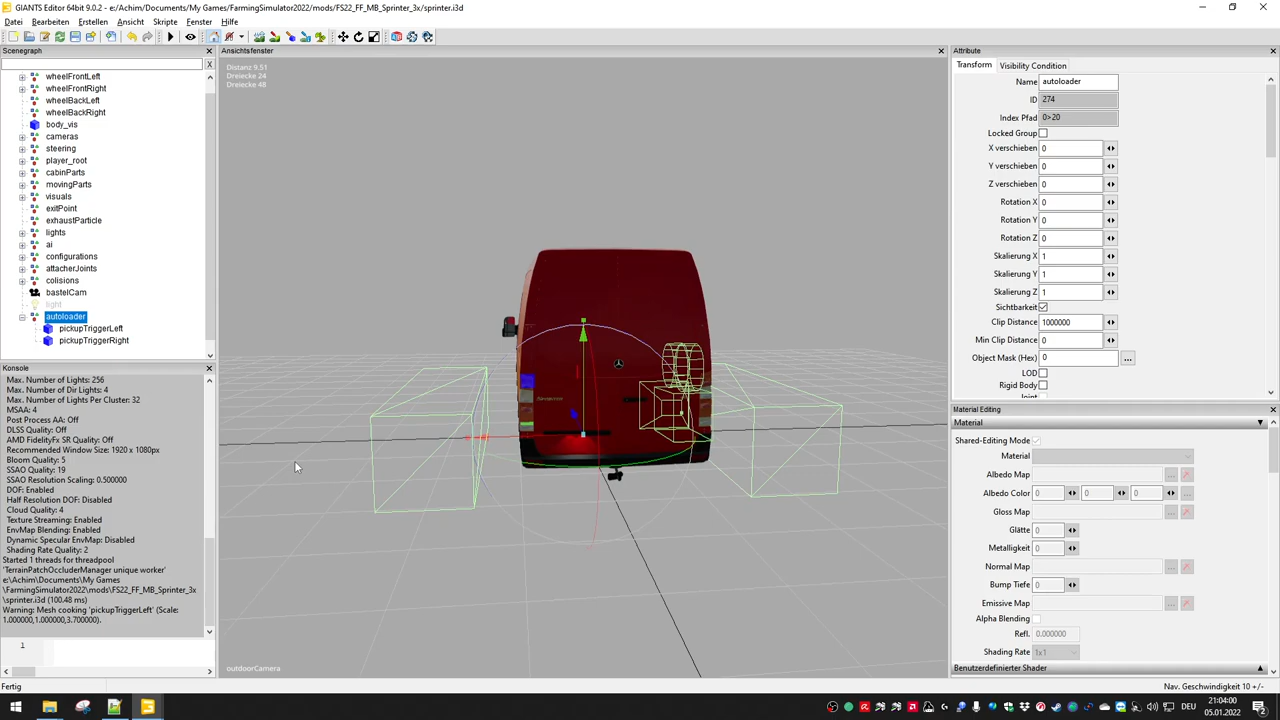 GIANTS Editor 64bit 9.0.2 - e:/Achim/Documents/My Games/FarmingSimulator2022/mods/FS22_FF_MB_Sprinter_3x/sprinter.i3d
Datei Bearbeiten Erstellen Ansicht Skripte Fenster Hilfe
Scenegraph
X
wheelFrontLeft
wheelFrontRight
wheelBackLeft
wheelBackRight
body_vis
cameras
steering
player_root
cabinParts
movingParts
visuals
exitPoint
exhaustParticle
lights
ai
configurations
attacherJoints
colisions
bastelCam
light
autoloader
pickupTriggerLeft
pickupTriggerRight
Konsole
Max. Number of Lights: 256
Max. Number of Dir Lights: 4
Max. Number of Lights Per Cluster: 32
MSAA: 4
Post Process AA: Off
DLSS Quality: Off
AMD FidelityFx SR Quality: Off
Recommended Window Size: 1920 x 1080px
Bloom Quality: 5
SSAO Quality: 19
SSAO Resolution Scaling: 0.500000
DOF: Enabled
Half Resolution DOF: Disabled
Cloud Quality: 4
Texture Streaming: Enabled
EnvMap Blending: Enabled
Dynamic Specular EnvMap: Disabled
Shading Rate Quality: 2
Started 1 threads for threadpool
'TerrainPatchOccluderManager unique worker'
e:\Achim\Documents\My Games
\FarmingSimulator2022\mods\FS22_FF_MB_Sprinter_3x
\sprinter.i3d (100.48 ms)
Warning: Mesh cooking 'pickupTriggerLeft' (Scale:
1.000000,1.000000,3.700000).
1
Fertig
Ansichtsfenster
Distanz 9.51
Dreiecke 24
Dreiecke 48
outdoorCamera
Attribute
Transform Visibility Condition
Name autoloader
ID 274
Index Pfad 0>20
Locked Group
X verschieben 0
Y verschieben 0
Z verschieben 0
Rotation X 0
Rotation Y 0
Rotation Z 0
Skalierung X 1
Skalierung Y 1
Skalierung Z 1
Sichtbarkeit
Clip Distance 1000000
Min Clip Distance 0
Object Mask (Hex) 0 ...
LOD
Rigid Body
Joint
Material Editing
Material
Shared-Editing Mode
Material
Albedo Map ...
Albedo Color 0 0 0 ...
Gloss Map ...
Glätte 0
Metalligkeit 0
Normal Map ...
Bump Tiefe 0
Emissive Map ...
Alpha Blending
Refl. 0.000000
Shading Rate 1x1
Benutzerdefinierter Shader
Nav. Geschwindigkeit 10 +/-
DEU
21:04:00
05.01.2022